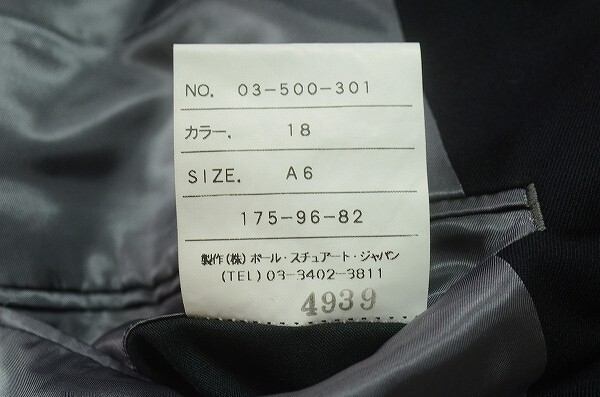 NO. 03-500-301
カラー. 18
SIZE. A6
175-96-82
製作(株)ポール・スチュアート・ジャパン
(TEL) 03-3402-3811
4939